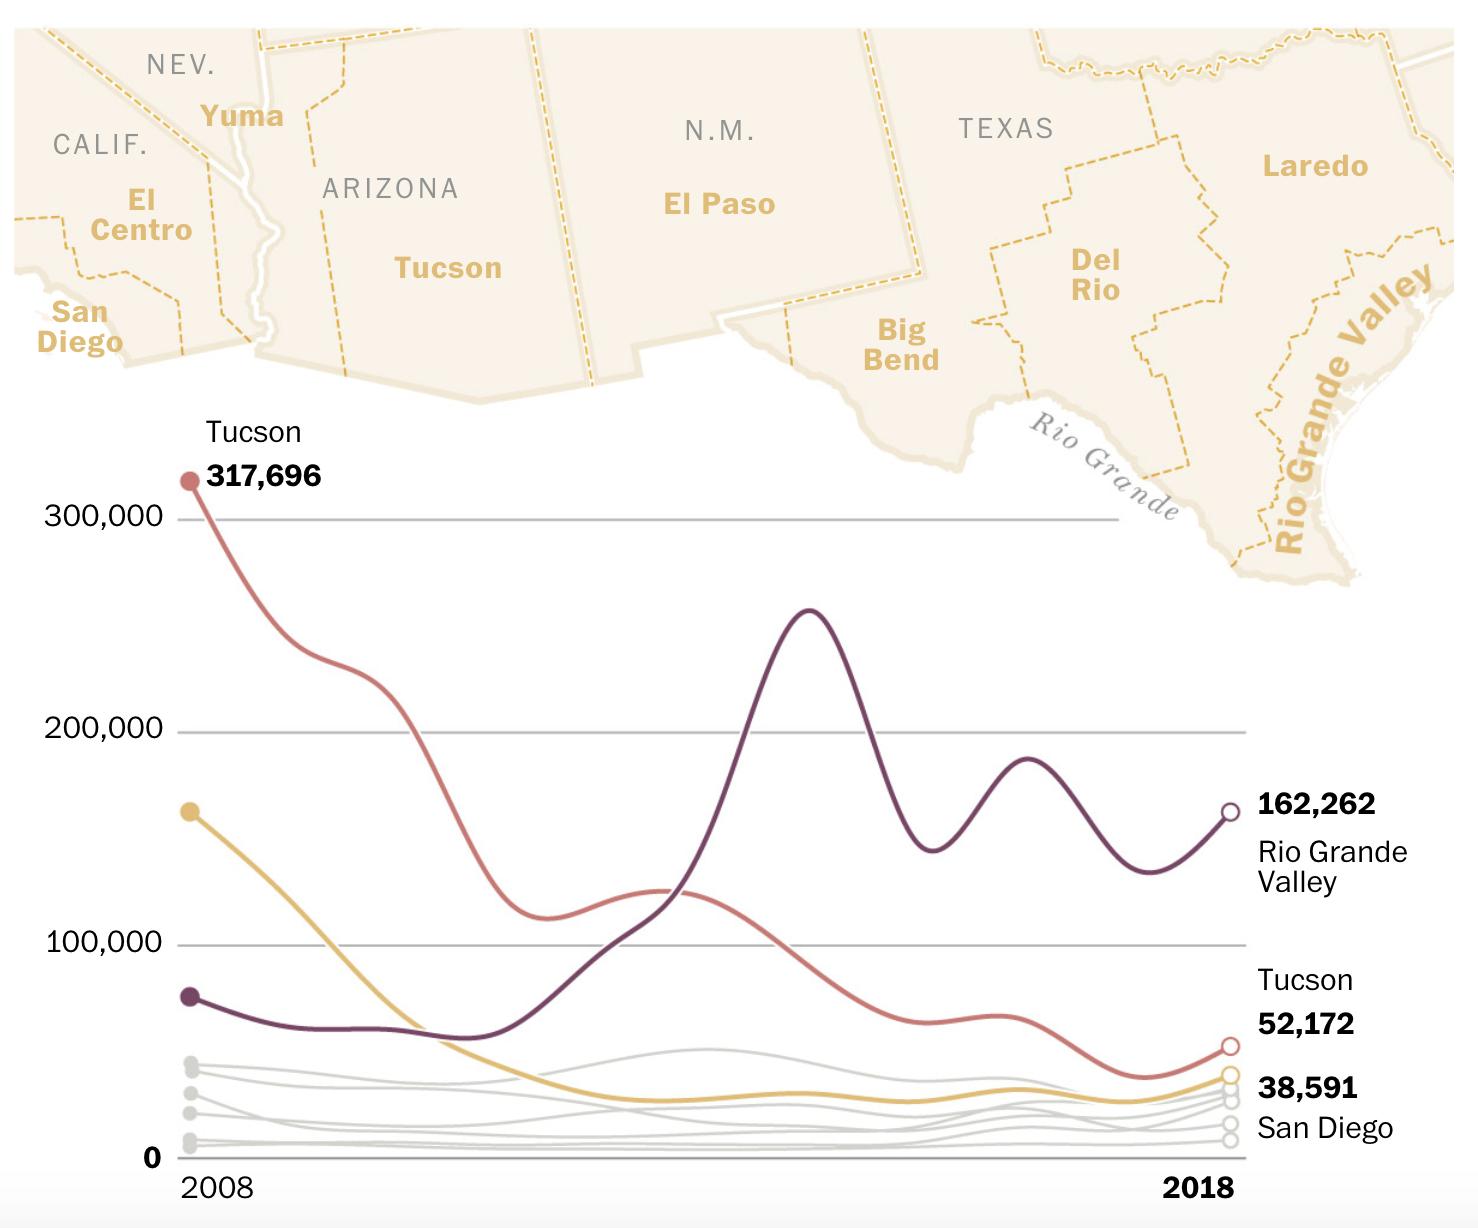 NEV.
Yuma
CALIF.
N.M.
TEXAS
Laredo
ARIZONA
El
Centro
El Paso
Tucson
Del
Rio
San
Diego
Big
Bend
Rio Grande Valley
Rio Grande
Tucson
317,696
300,000
200,000
162,262
Rio Grande
Valley
100,000
Tucson
52,172
38,591
San Diego
0
2008
2018